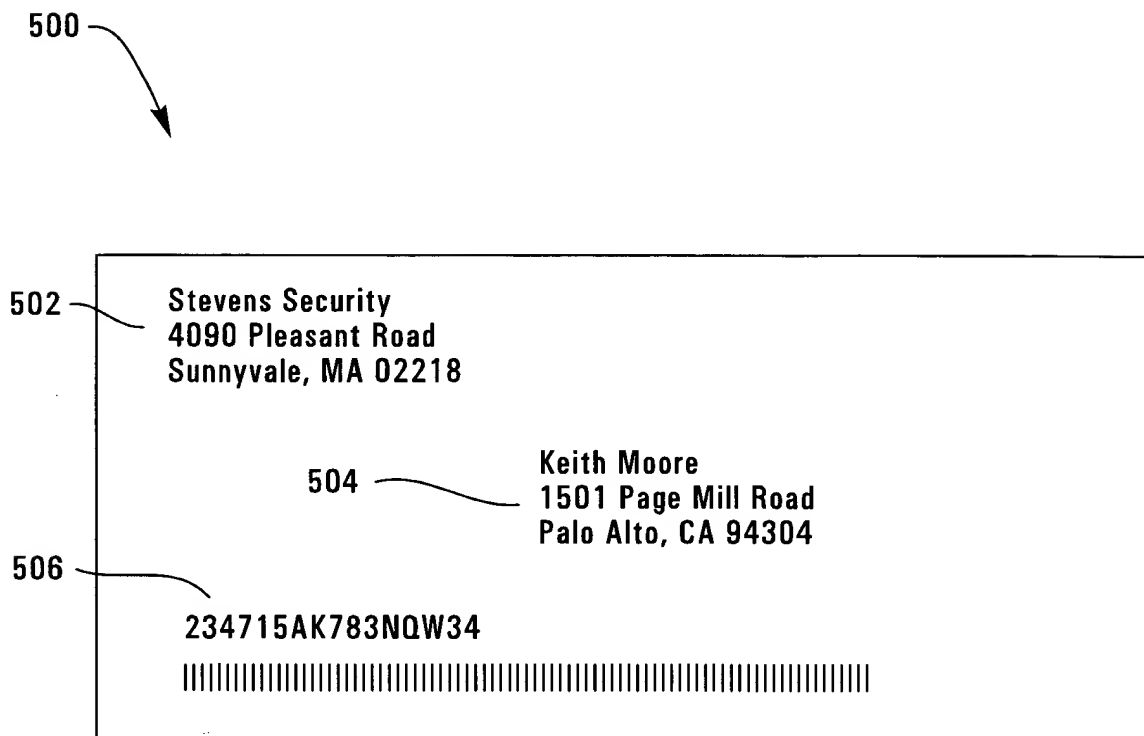 500
502
Stevens Security
4090 Pleasant Road
Sunnyvale, MA 02218
504
Keith Moore
1501 Page Mill Road
Palo Alto, CA 94304
506
234715AK783NQW34